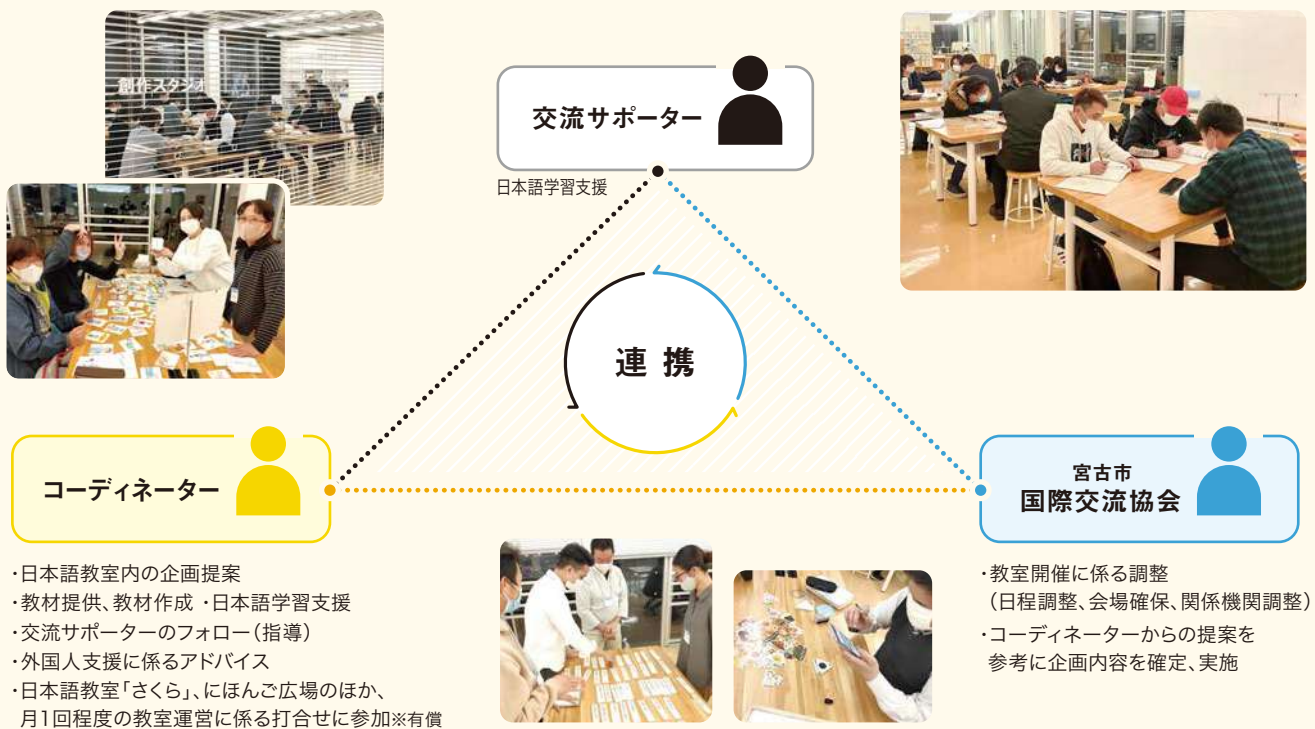 創作スタジオ
交流サポーター
日本語学習支援
連携
コーディネーター
・日本語教室内の企画提案
・教材提供、教材作成 ・日本語学習支援
・交流サポーターのフォロー(指導)
・外国人支援に係るアドバイス
・日本語教室「さくら」、にほんご広場のほか、
月1回程度の教室運営に係る打合せに参加※有償
宮古市
国際交流協会
・教室開催に係る調整
(日程調整、会場確保、関係機関調整)
・コーディネーターからの提案を
参考に企画内容を確定、実施